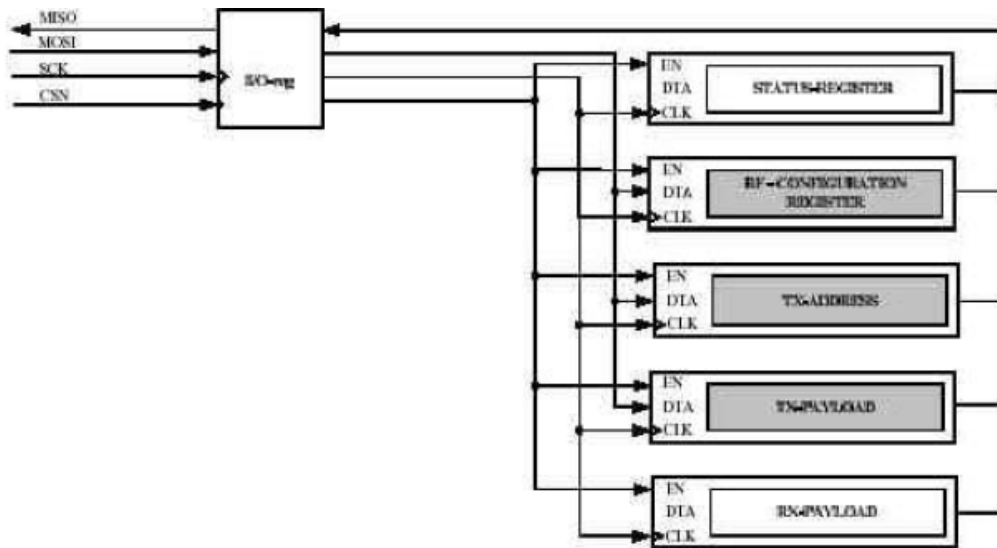 MISO
MOSI
SCK
CSN
I/O-reg
EN
DTA
CLK
STATUS-REGISTER
EN
DTA
CLK
RF-CONFIGURATION
REGISTER
EN
DTA
CLK
TX-ADDRESS
EN
DTA
CLK
TX-PAYLOAD
EN
DTA
CLK
RX-PAYLOAD